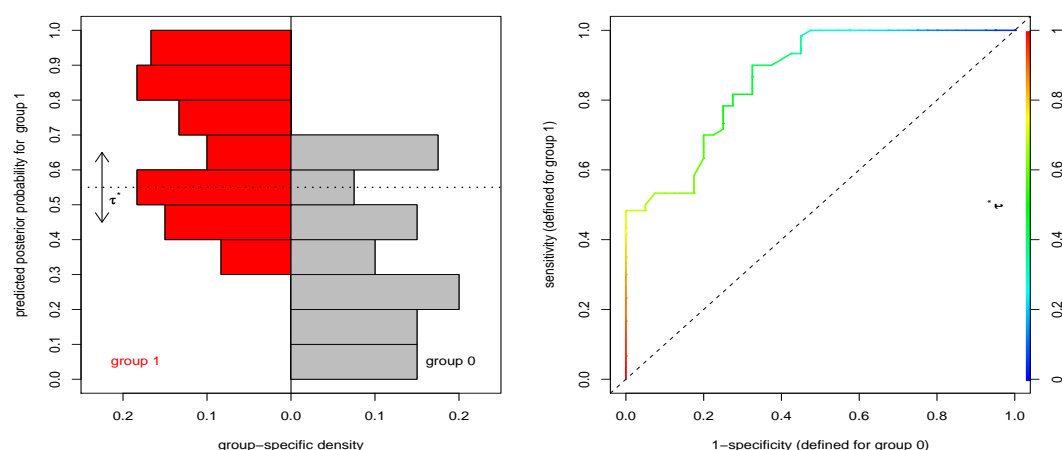 predicted posterior probability for group 1
1.0
0.9
0.8
0.7
0.6
0.5
0.4
0.3
0.2
0.1
0.0
τ*
group 1
group 0
0.2 0.1 0.0 0.1 0.2
group−specific density
sensitivity (defined for group 1)
1.0
0.8
0.6
0.4
0.2
0.0
0.0 0.2 0.4 0.6 0.8 1.0
1−specificity (defined for group 0)
τ*
1
0.8
0.6
0.4
0.2
0